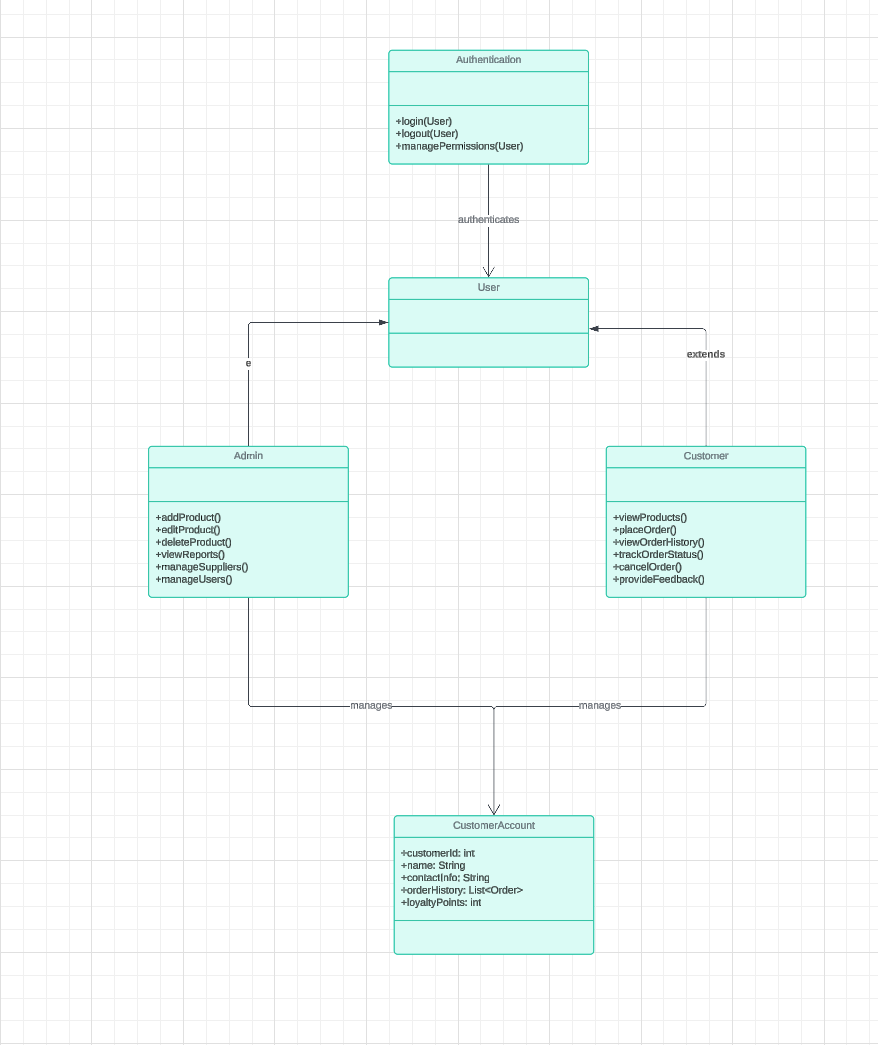 Authentication
+login(User)
+logout(User)
+managePermissions(User)
authenticates
User
e
extends
Admin
+addProduct()
+editProduct()
+deleteProduct()
+viewReports()
+manageSuppliers()
+manageUsers()
Customer
+viewProducts()
+placeOrder()
+viewOrderHistory()
+trackOrderStatus()
+cancelOrder()
+provideFeedback()
manages
manages
CustomerAccount
+customerId: int
+name: String
+contactInfo: String
+orderHistory: List<Order>
+loyaltyPoints: int